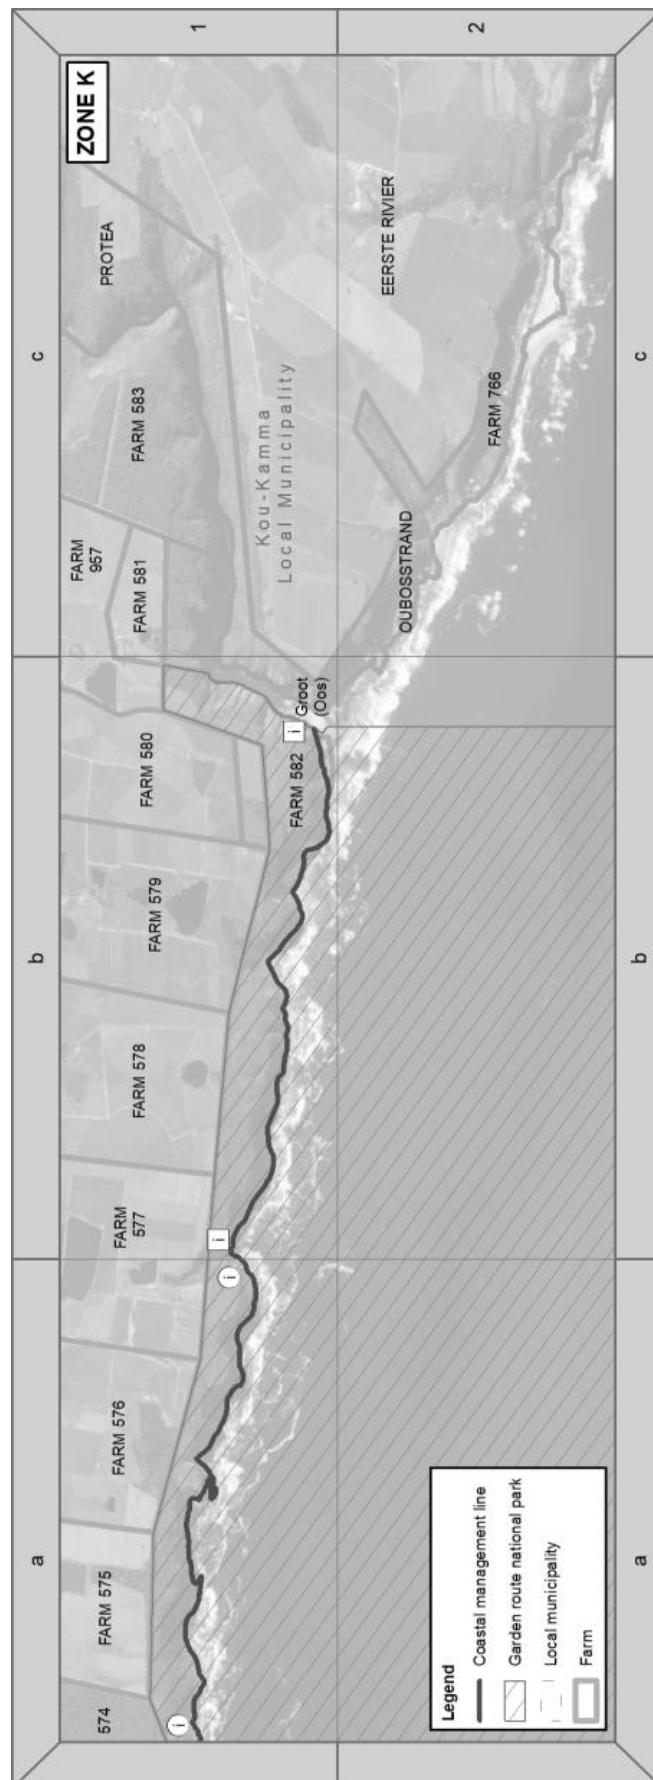 ZONE K
1
2
a
b
c
a
b
c
574
FARM 575
FARM 576
FARM
577
FARM 578
FARM 579
FARM 580
FARM 581
FARM
957
FARM 583
PROTEA
FARM 582
Groot
(Oos)
Kou-Kamma
Local Municipality
OUBOSSTRAND
FARM 766
EERSTE RIVIER
i
i
i
i
Legend
Coastal management line
Garden route national park
Local municipality
Farm